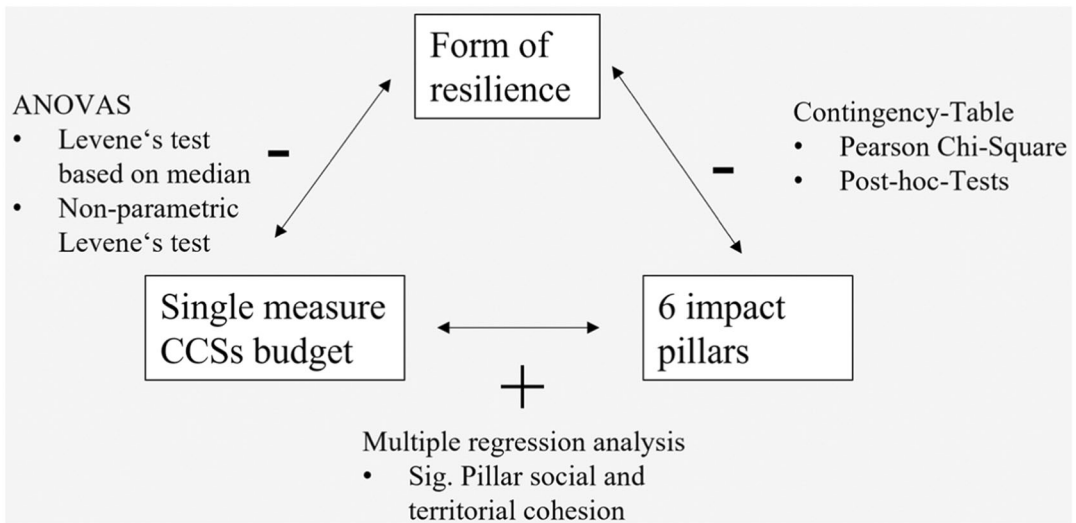 Form of
resilience
ANOVAS
• Levene‘s test
based on median
• Non-parametric
Levene‘s test
-
Contingency-Table
• Pearson Chi-Square
• Post-hoc-Tests
-
Single measure
CCSs budget
6 impact
pillars
+
Multiple regression analysis
• Sig. Pillar social and
territorial cohesion